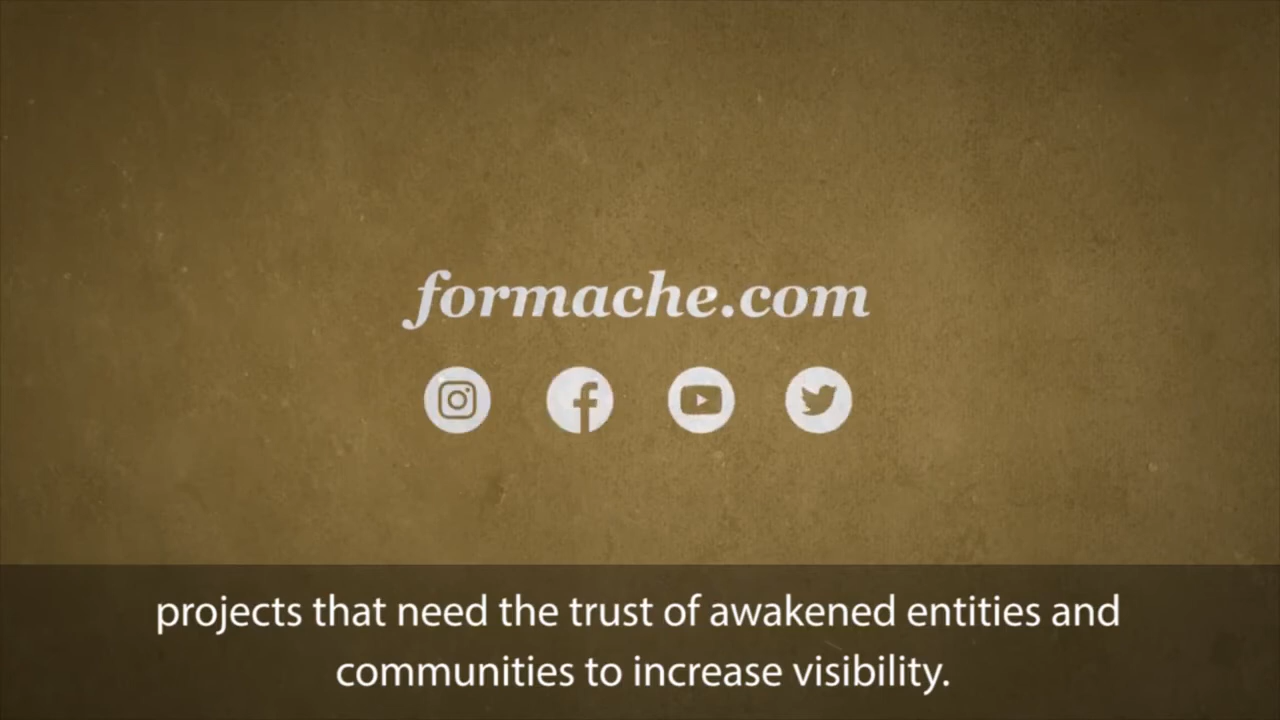 formache.com
projects that need the trust of awakened entities and
communities to increase visibility.